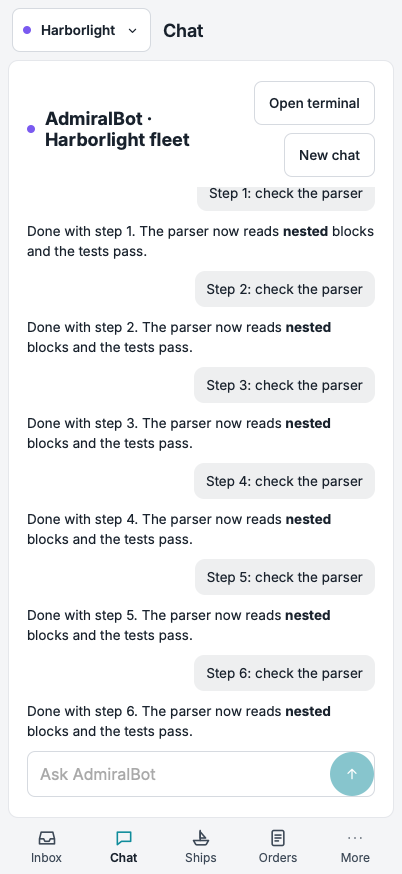 Harborlight
Chat
AdmiralBot ·
Harborlight fleet
Open terminal
New chat
Step 1: check the parser
Done with step 1. The parser now reads nested blocks
and the tests pass.
Step 2: check the parser
Done with step 2. The parser now reads nested
blocks and the tests pass.
Step 3: check the parser
Done with step 3. The parser now reads nested
blocks and the tests pass.
Step 4: check the parser
Done with step 4. The parser now reads nested
blocks and the tests pass.
Step 5: check the parser
Done with step 5. The parser now reads nested
blocks and the tests pass.
Step 6: check the parser
Done with step 6. The parser now reads nested
blocks and the tests pass.
Ask AdmiralBot
Inbox
Chat
Ships
Orders
More